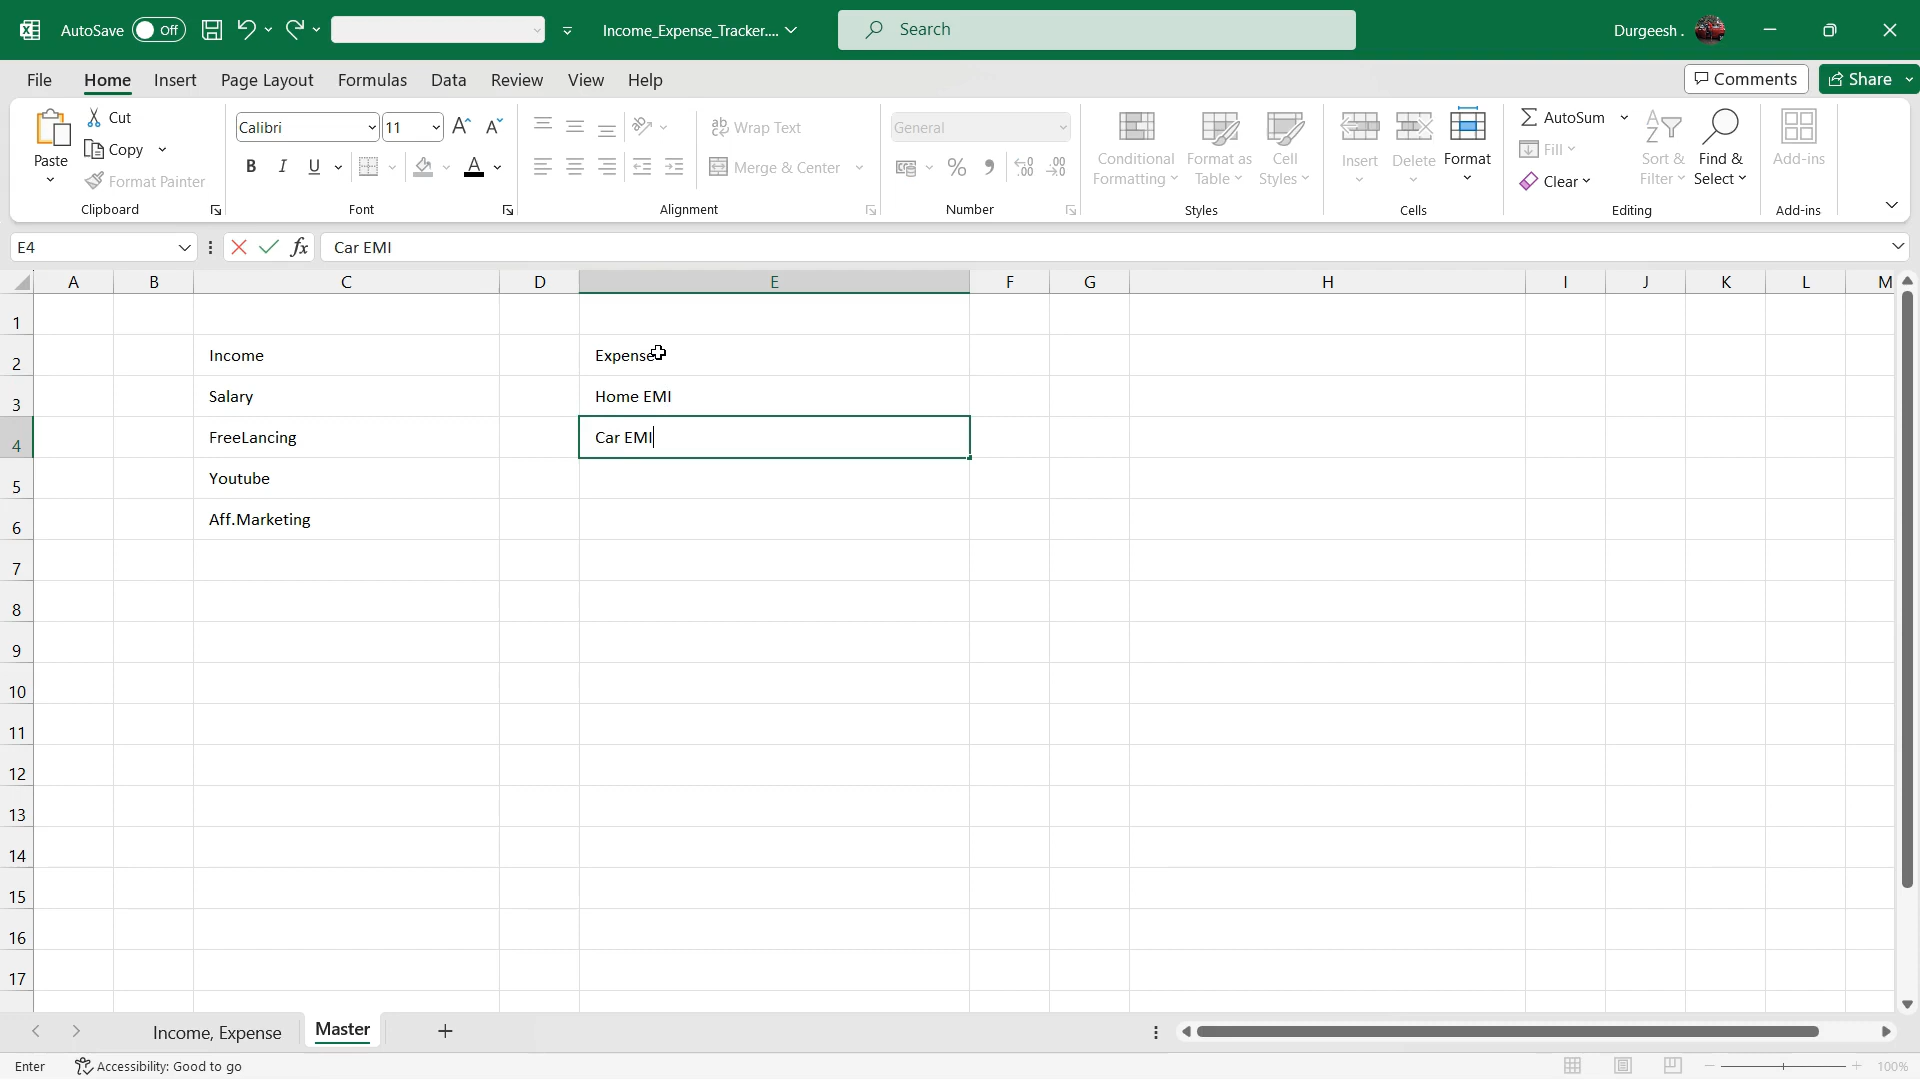 AutoSave Off Income_Expense_Tracker.... Search Durgeesh .
File Home Insert Page Layout Formulas Data Review View Help Comments Share
Paste Cut Copy Format Painter Clipboard
Calibri 11 B I U A Font
Wrap Text Merge & Center Alignment
General % Number
Conditional Formatting Format as Table Cell Styles Styles
Insert Delete Format Cells
AutoSum Fill Clear Sort & Filter Find & Select Editing
Add-ins Add-ins
E4 fx Car EMI
A B C D E F G H I J K L M
1
2 Income Expense
3 Salary Home EMI
4 FreeLancing Car EMI
5 Youtube
6 Aff.Marketing
7
8
9
10
11
12
13
14
15
16
17
Income, Expense Master +
Enter Accessibility: Good to go 100%